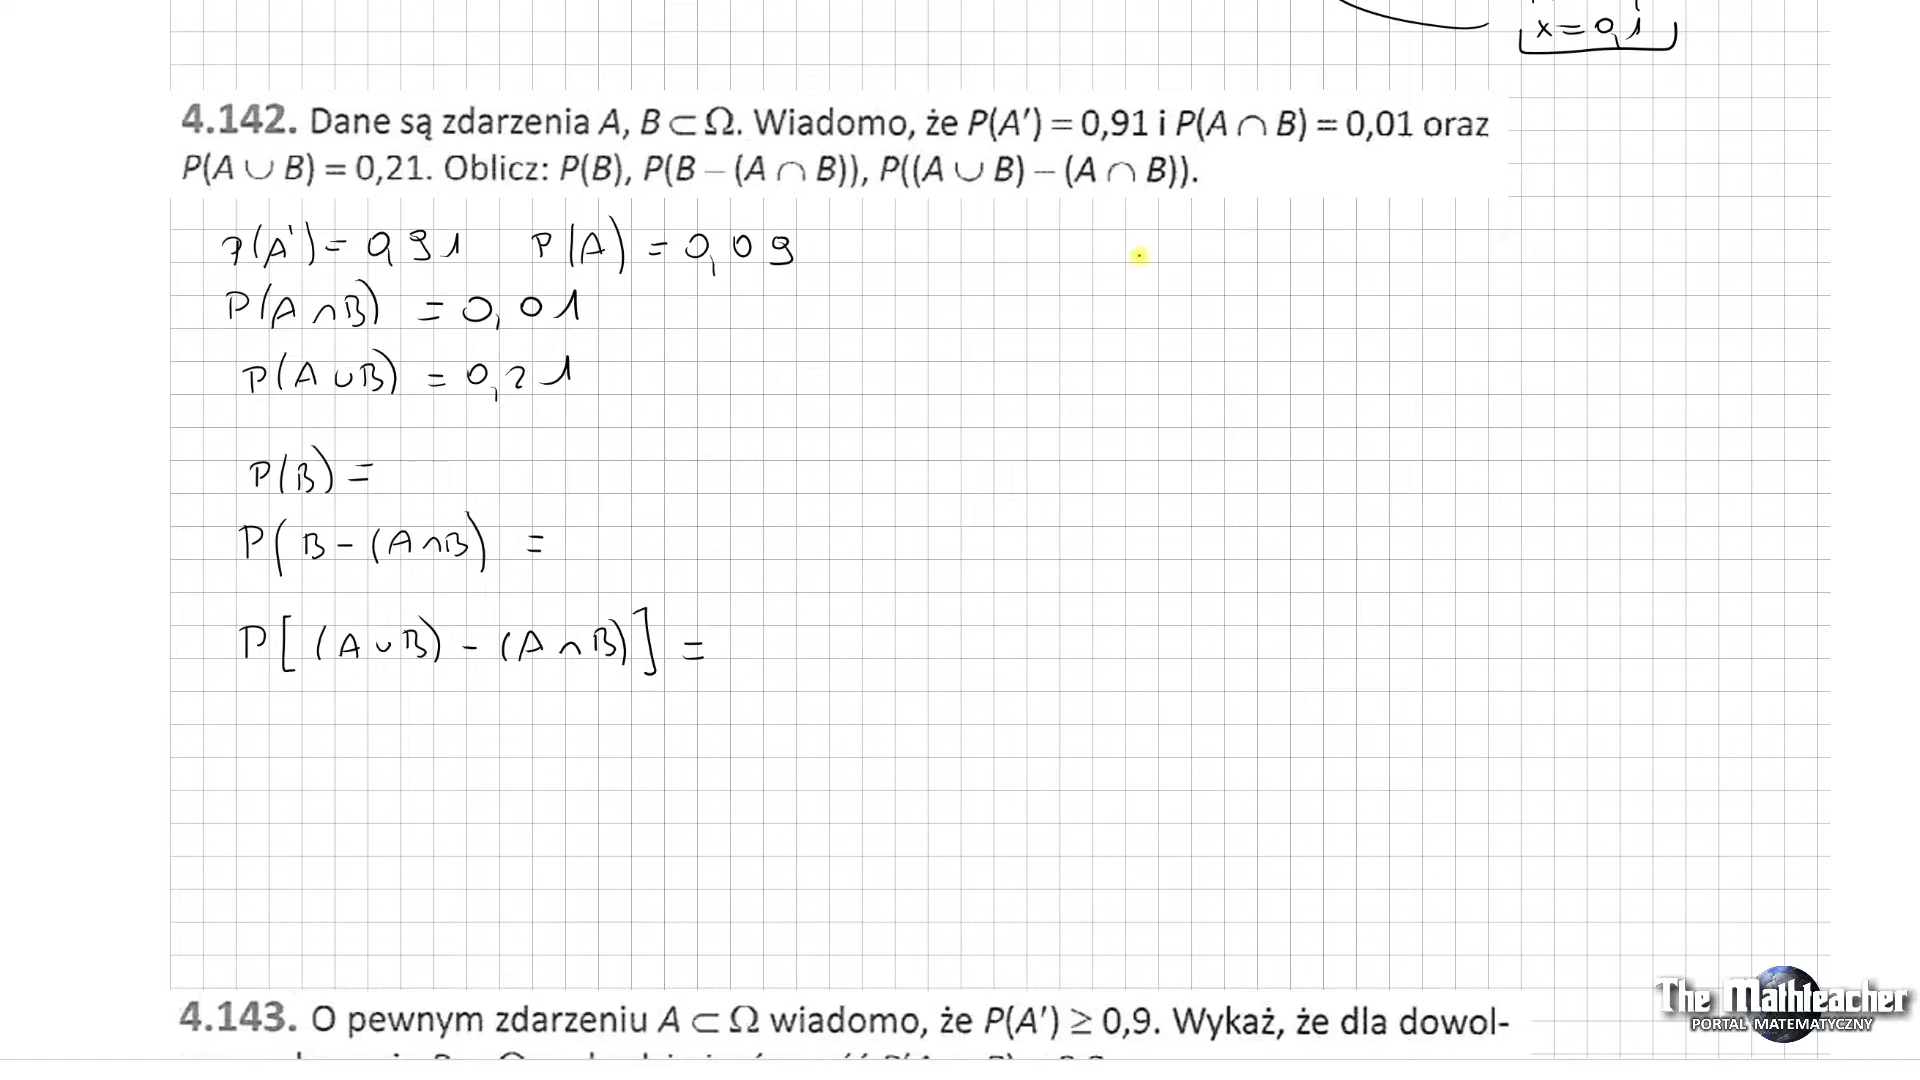 x = 0,1
4.142. Dane są zdarzenia A, B ⊂ Ω. Wiadomo, że P(A′) = 0,91 i P(A ∩ B) = 0,01 oraz
P(A ∪ B) = 0,21. Oblicz: P(B), P(B – (A ∩ B)), P((A ∪ B) – (A ∩ B)).
P(A') = 0,91 P(A) = 0,09
P(A ∩ B) = 0,01
P(A ∪ B) = 0,21
P(B) =
P(B - (A ∩ B) =
P[(A ∪ B) - (A ∩ B)] =
4.143. O pewnym zdarzeniu A ⊂ Ω wiadomo, że P(A′) ≥ 0,9. Wykaż, że dla dowol-
The Mathteacher
PORTAL MATEMATYCZNY